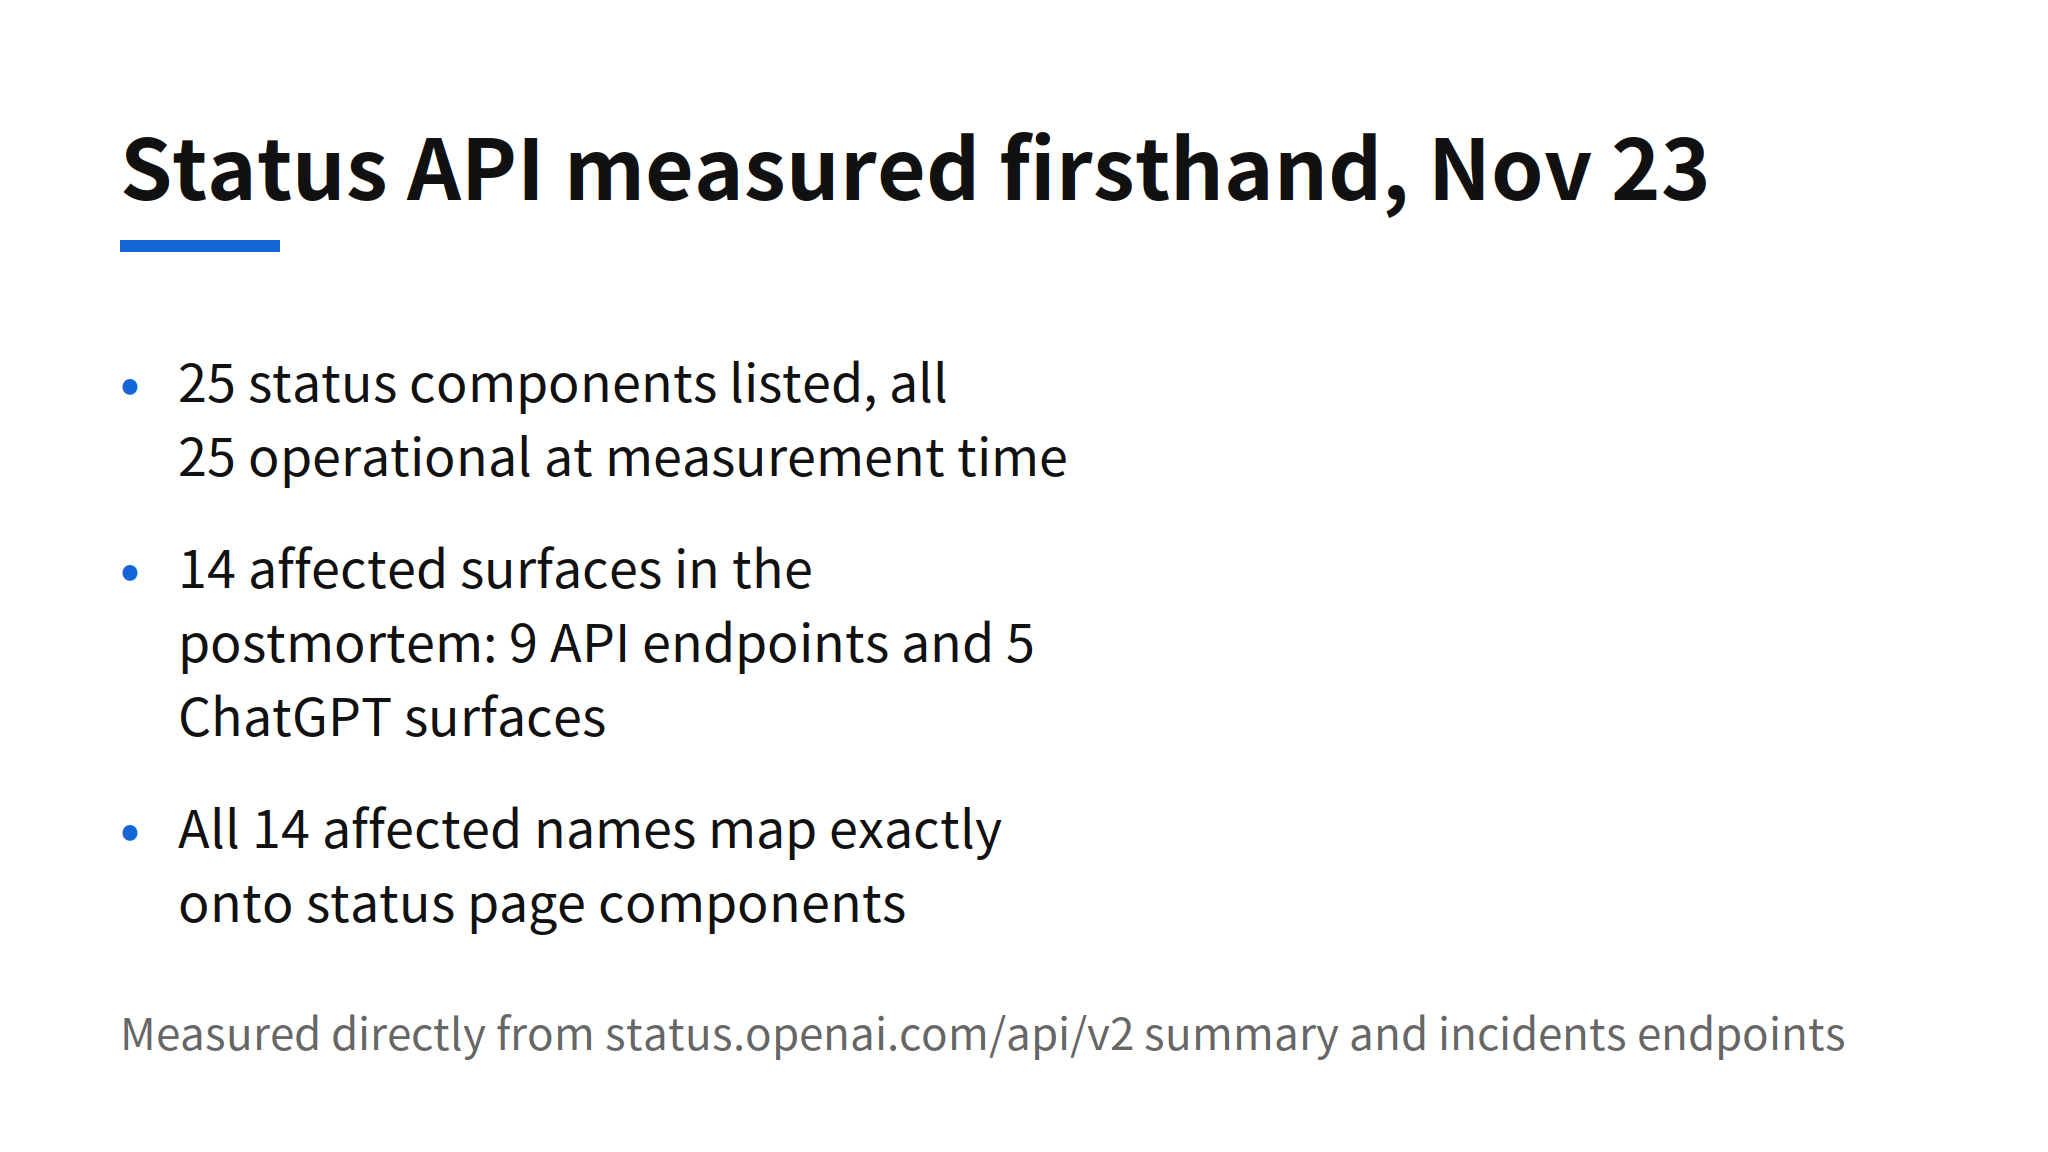 Status API measured firsthand, Nov 23
• 25 status components listed, all
25 operational at measurement time
• 14 affected surfaces in the
postmortem: 9 API endpoints and 5
ChatGPT surfaces
• All 14 affected names map exactly
onto status page components
Measured directly from status.openai.com/api/v2 summary and incidents endpoints